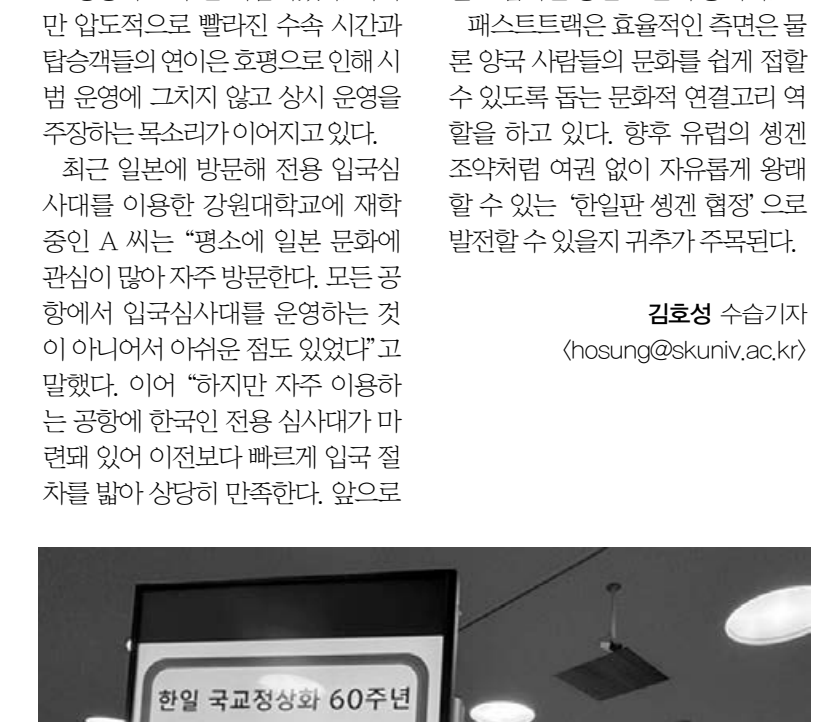 만 압도적으로 빨라진 수속 시간과
탑승객들의 연이은 호평으로 인해 시
범 운영에 그치지 않고 상시 운영을
주장하는 목소리가 이어지고 있다.
최근 일본에 방문해 전용 입국심
사대를 이용한 강원대학교에 재학
중인 A 씨는 “평소에 일본 문화에
관심이 많아 자주 방문한다. 모든 공
항에서 입국심사대를 운영하는 것
이 아니어서 아쉬운 점도 있었다”고
말했다. 이어 “하지만 자주 이용하
는 공항에 한국인 전용 심사대가 마
련돼 있어 이전보다 빠르게 입국 절
차를 밟아 상당히 만족한다. 앞으로
패스트트랙은 효율적인 측면은 물
론 양국 사람들의 문화를 쉽게 접할
수 있도록 돕는 문화적 연결고리 역
할을 하고 있다. 향후 유럽의 솅겐
조약처럼 여권 없이 자유롭게 왕래
할 수 있는 ‘한일판 솅겐 협정’으로
발전할 수 있을지 귀추가 주목된다.
김호성 수습기자
〈hosung@skuniv.ac.kr〉
한일 국교정상화 60주년